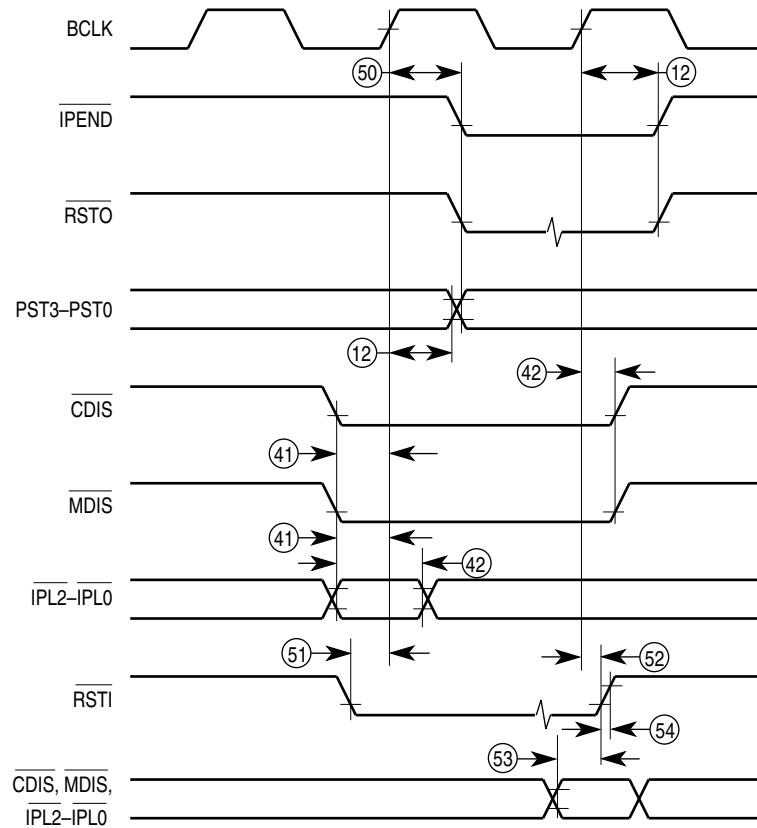 BCLK
50
12
IPEND
RSTO
PST3–PST0
12
42
CDIS
41
MDIS
41
42
IPL2–IPL0
51
52
RSTI
54
53
CDIS, MDIS,
IPL2–IPL0